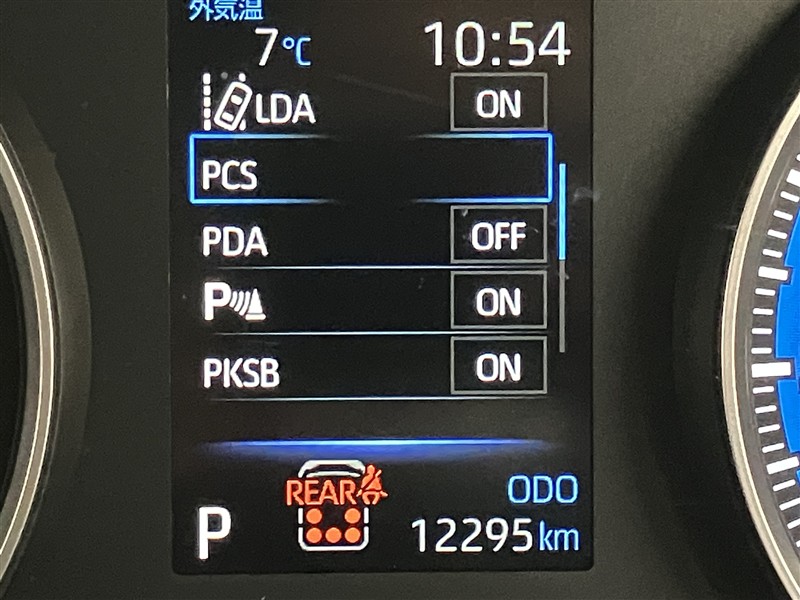 外気温
7℃ 10:54
LDA ON
PCS
PDA OFF
P ON
PKSB ON
REAR
ODO
P 12295km